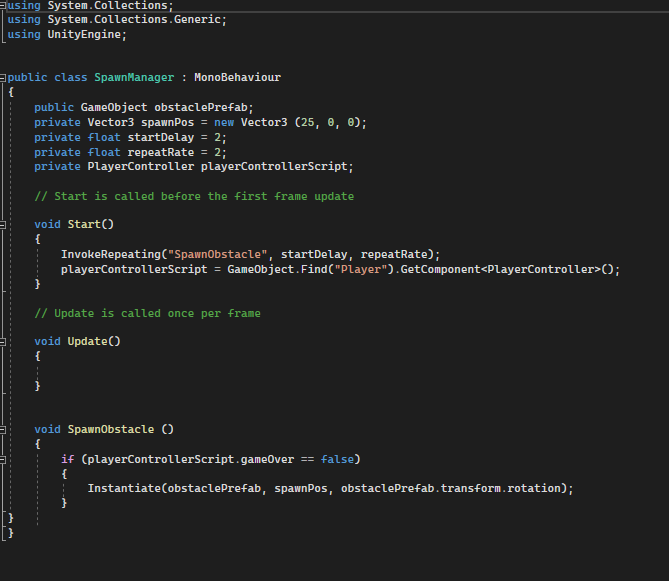 using System.Collections;
using System.Collections.Generic;
using UnityEngine;
public class SpawnManager : MonoBehaviour
{
public GameObject obstaclePrefab;
private Vector3 spawnPos = new Vector3 (25, 0, 0);
private float startDelay = 2;
private float repeatRate = 2;
private PlayerController playerControllerScript;
// Start is called before the first frame update
void Start()
{
InvokeRepeating("SpawnObstacle", startDelay, repeatRate);
playerControllerScript = GameObject.Find("Player").GetComponent<PlayerController>();
}
// Update is called once per frame
void Update()
{
}
void SpawnObstacle ()
{
if (playerControllerScript.gameOver == false)
{
Instantiate(obstaclePrefab, spawnPos, obstaclePrefab.transform.rotation);
}
}
}